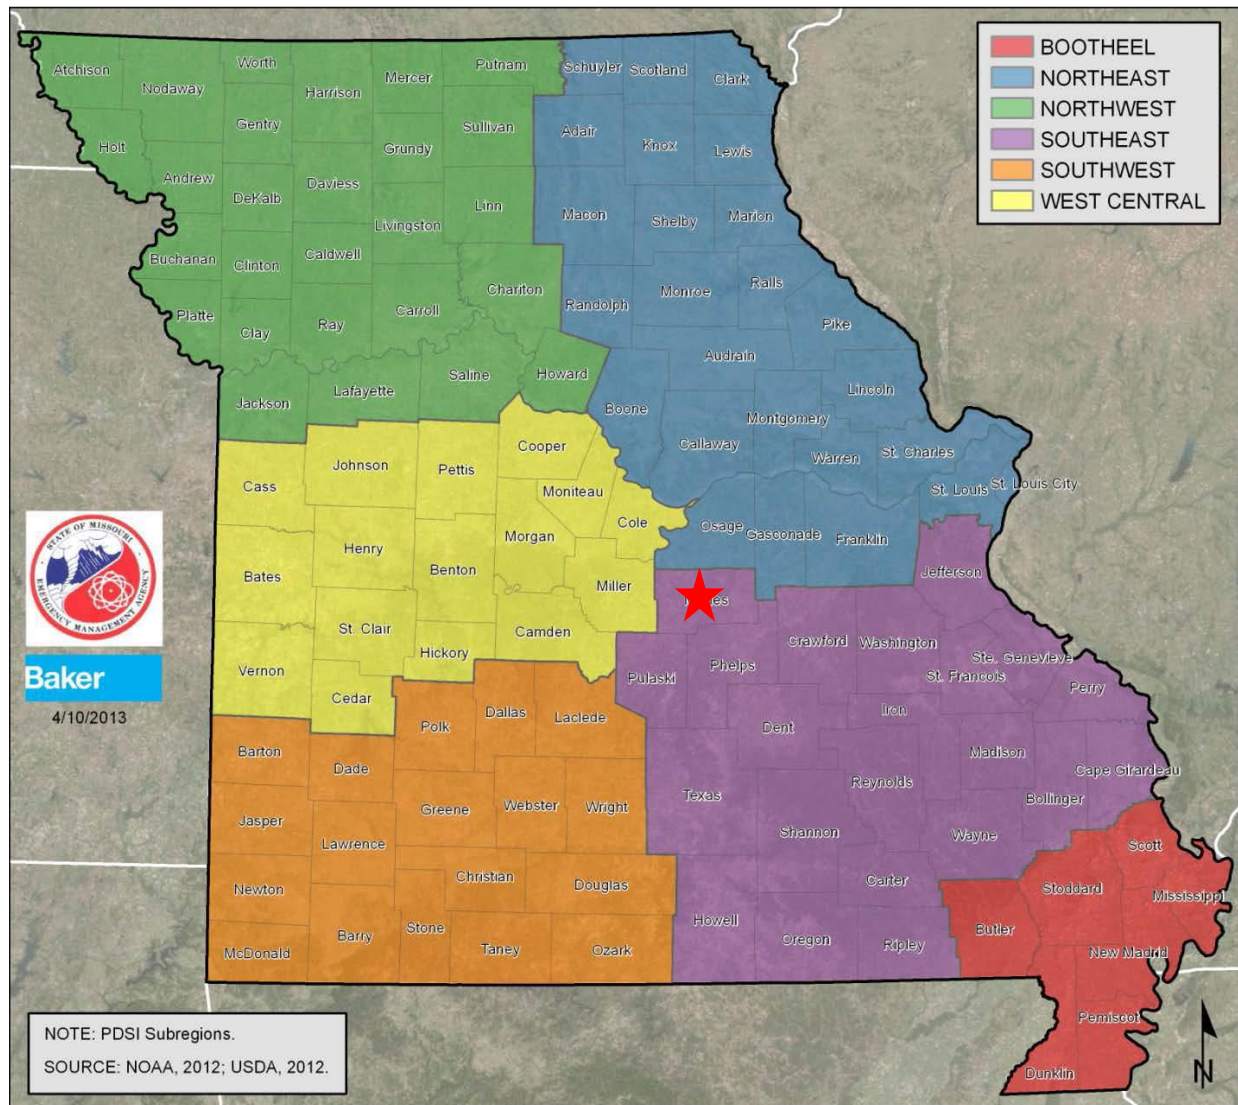 BOOTHEEL
NORTHEAST
NORTHWEST
SOUTHEAST
SOUTHWEST
WEST CENTRAL
Atchison
Nodaway
Worth
Harrison
Mercer
Putnam
Schuyler
Scotland
Clark
Holt
Gentry
Grundy
Sullivan
Adair
Knox
Lewis
Andrew
DeKalb
Daviess
Livingston
Linn
Macon
Shelby
Marion
Buchanan
Clinton
Caldwell
Chariton
Randolph
Monroe
Ralls
Platte
Clay
Ray
Carroll
Pike
Audrain
Jackson
Lafayette
Saline
Howard
Boone
Lincoln
Montgomery
Callaway
Warren
St. Charles
Cooper
Johnson
Pettis
Cass
Moniteau
St. Louis
St. Louis City
Cole
Osage
Gasconade
Franklin
Henry
Morgan
Bates
Benton
Miller
Jefferson
St. Clair
Camden
Hickory
Vernon
Cedar
Pulaski
Phelps
Crawford
Washington
Ste. Genevieve
St. Francois
Perry
Iron
Polk
Dallas
Laclede
Dent
Barton
Dade
Madison
Cape Girardeau
Texas
Reynolds
Bollinger
Jasper
Greene
Webster
Wright
Lawrence
Shannon
Wayne
Scott
Newton
Christian
Douglas
Carter
Stoddard
Mississippi
McDonald
Barry
Stone
Taney
Ozark
Howell
Oregon
Ripley
Butler
New Madrid
Pemiscot
Dunklin
STATE OF MISSOURI
EMERGENCY MANAGEMENT AGENCY
Baker
4/10/2013
NOTE: PDSI Subregions.
SOURCE: NOAA, 2012; USDA, 2012.
N